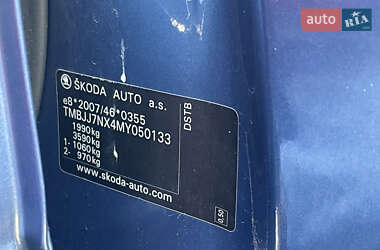 auto RIA
ŠKODA AUTO a.s.
e8*2007/46*0355
TMBJJ7NX4MY050133
1990kg
3590kg
1- 1060kg
2- 970kg
www.skoda-auto.com
DSTB
0,50